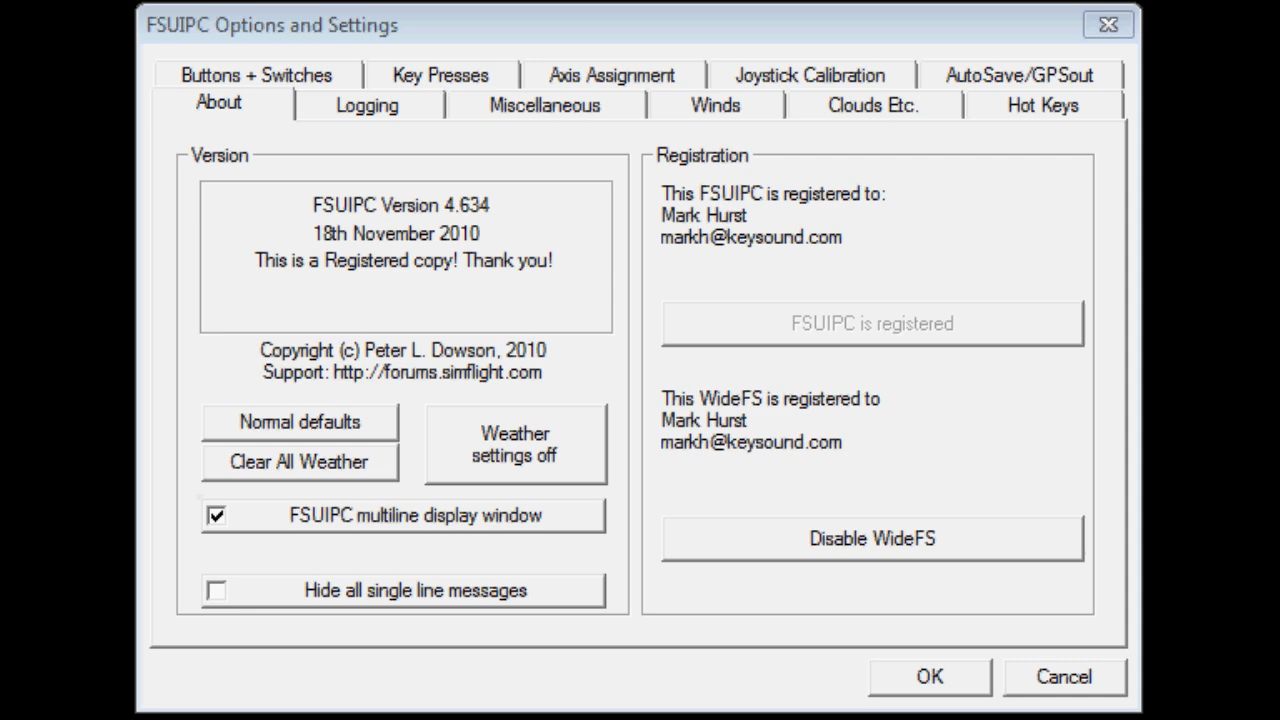 FSUIPC Options and Settings
Buttons + Switches
Key Presses
Axis Assignment
Joystick Calibration
AutoSave/GPSout
About
Logging
Miscellaneous
Winds
Clouds Etc.
Hot Keys
Version
FSUIPC Version 4.634
18th November 2010
This is a Registered copy! Thank you!
Copyright (c) Peter L. Dowson, 2010
Support: http://forums.simflight.com
Normal defaults
Clear All Weather
Weather
settings off
FSUIPC multiline display window
Hide all single line messages
Registration
This FSUIPC is registered to:
Mark Hurst
markh@keysound.com
FSUIPC is registered
This WideFS is registered to
Mark Hurst
markh@keysound.com
Disable WideFS
OK
Cancel